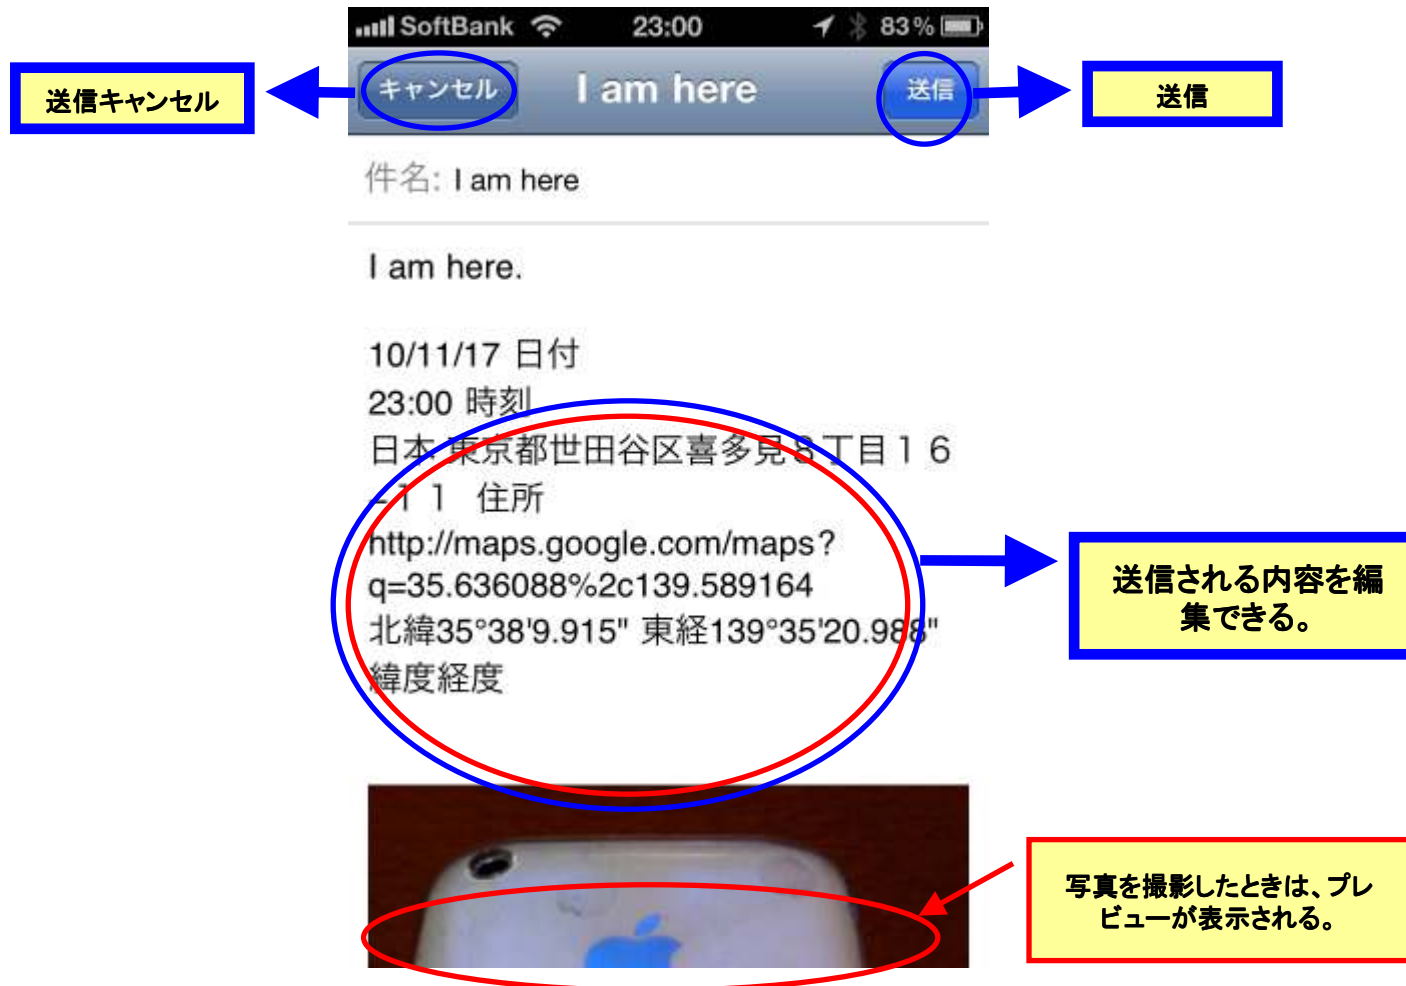 SoftBank 23:00 83%
送信キャンセル
キャンセル I am here 送信
送信
件名: I am here
I am here.
10/11/17 日付
23:00 時刻
日本 東京都世田谷区喜多見８丁目１６
−１１ 住所
http://maps.google.com/maps?
q=35.636088%2c139.589164
北緯35°38'9.915" 東経139°35'20.988"
緯度経度
送信される内容を編
集できる。
写真を撮影したときは、プレ
ビューが表示される。